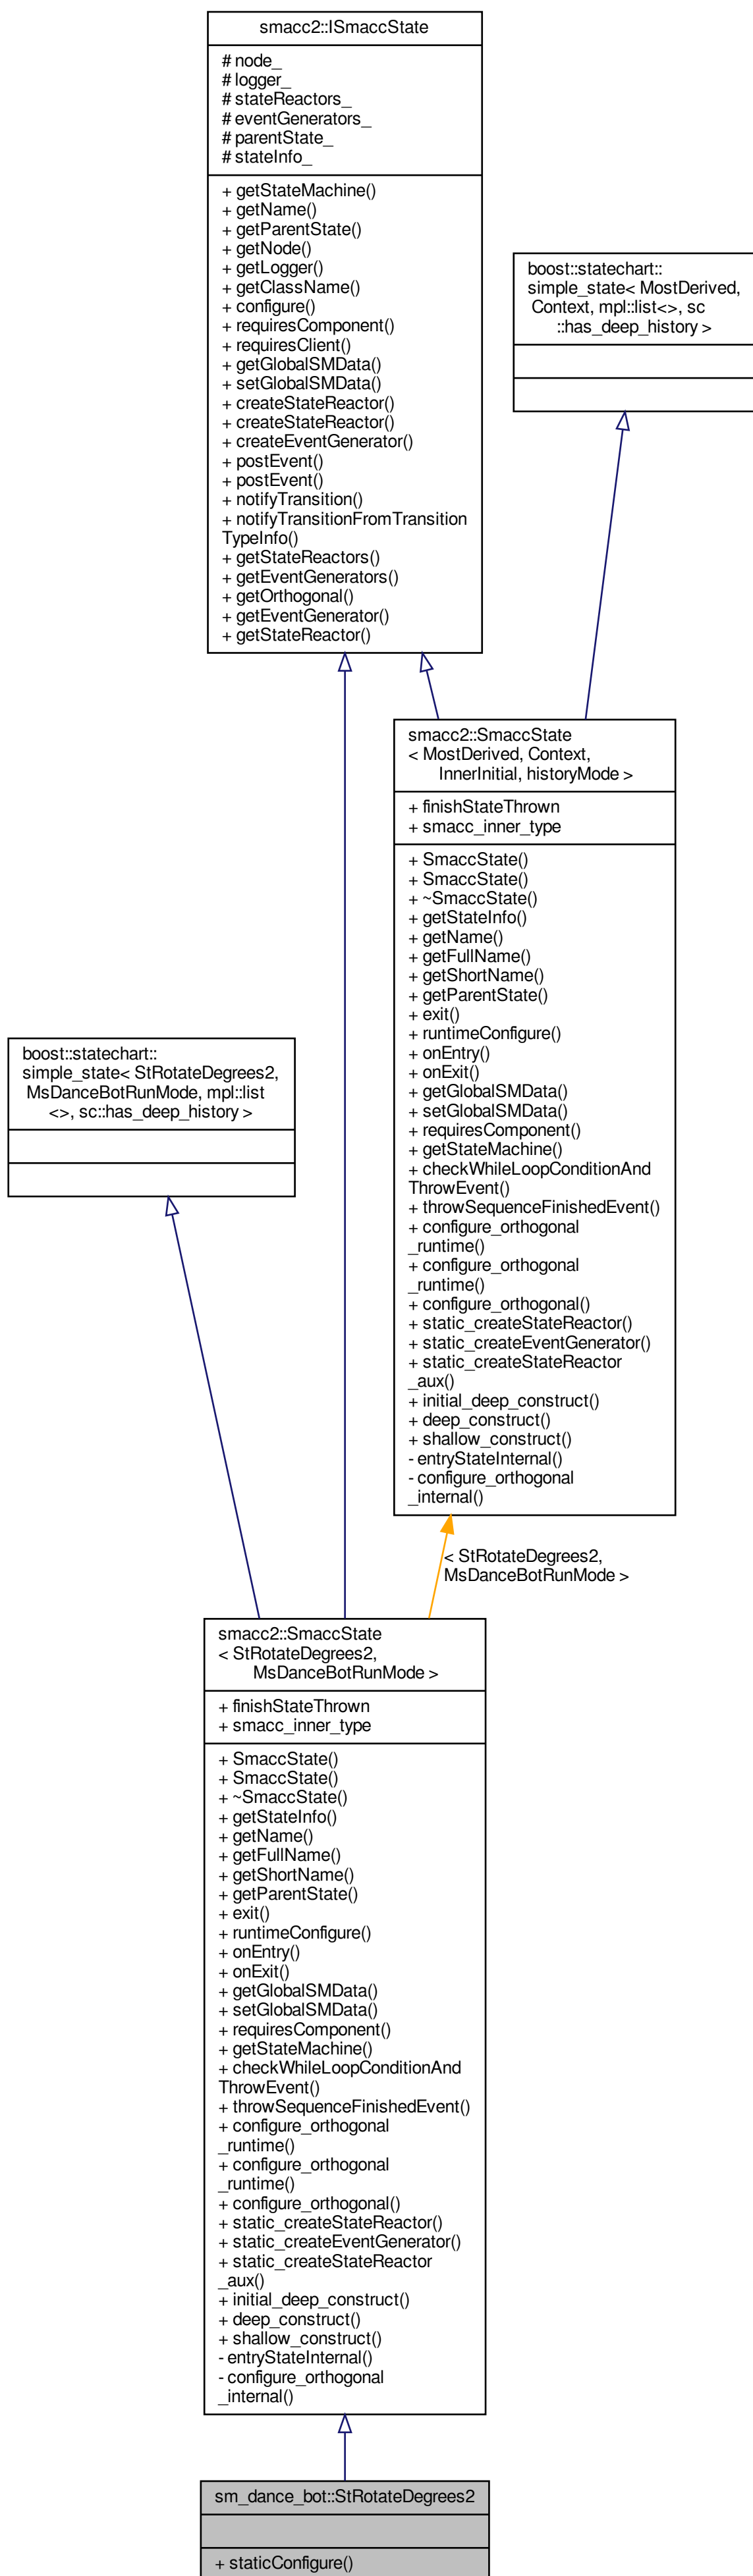 smacc2::ISmaccState
# node_
# logger_
# stateReactors_
# eventGenerators_
# parentState_
# stateInfo_
+ getStateMachine()
+ getName()
+ getParentState()
+ getNode()
+ getLogger()
+ getClassName()
+ configure()
+ requiresComponent()
+ requiresClient()
+ getGlobalSMData()
+ setGlobalSMData()
+ createStateReactor()
+ createStateReactor()
+ createEventGenerator()
+ postEvent()
+ postEvent()
+ notifyTransition()
+ notifyTransitionFromTransition
TypeInfo()
+ getStateReactors()
+ getEventGenerators()
+ getOrthogonal()
+ getEventGenerator()
+ getStateReactor()
boost::statechart::
simple_state< MostDerived,
Context, mpl::list<>, sc
::has_deep_history >
smacc2::SmaccState
< MostDerived, Context,
InnerInitial, historyMode >
+ finishStateThrown
+ smacc_inner_type
+ SmaccState()
+ SmaccState()
+ ~SmaccState()
+ getStateInfo()
+ getName()
+ getFullName()
+ getShortName()
+ getParentState()
+ exit()
+ runtimeConfigure()
+ onEntry()
+ onExit()
+ getGlobalSMData()
+ setGlobalSMData()
+ requiresComponent()
+ getStateMachine()
+ checkWhileLoopConditionAnd
ThrowEvent()
+ throwSequenceFinishedEvent()
+ configure_orthogonal
_runtime()
+ configure_orthogonal
_runtime()
+ configure_orthogonal()
+ static_createStateReactor()
+ static_createEventGenerator()
+ static_createStateReactor
_aux()
+ initial_deep_construct()
+ deep_construct()
+ shallow_construct()
- entryStateInternal()
- configure_orthogonal
_internal()
boost::statechart::
simple_state< StRotateDegrees2,
MsDanceBotRunMode, mpl::list
<>, sc::has_deep_history >
< StRotateDegrees2,
MsDanceBotRunMode >
smacc2::SmaccState
< StRotateDegrees2,
MsDanceBotRunMode >
+ finishStateThrown
+ smacc_inner_type
+ SmaccState()
+ SmaccState()
+ ~SmaccState()
+ getStateInfo()
+ getName()
+ getFullName()
+ getShortName()
+ getParentState()
+ exit()
+ runtimeConfigure()
+ onEntry()
+ onExit()
+ getGlobalSMData()
+ setGlobalSMData()
+ requiresComponent()
+ getStateMachine()
+ checkWhileLoopConditionAnd
ThrowEvent()
+ throwSequenceFinishedEvent()
+ configure_orthogonal
_runtime()
+ configure_orthogonal
_runtime()
+ configure_orthogonal()
+ static_createStateReactor()
+ static_createEventGenerator()
+ static_createStateReactor
_aux()
+ initial_deep_construct()
+ deep_construct()
+ shallow_construct()
- entryStateInternal()
- configure_orthogonal
_internal()
sm_dance_bot::StRotateDegrees2
+ staticConfigure()